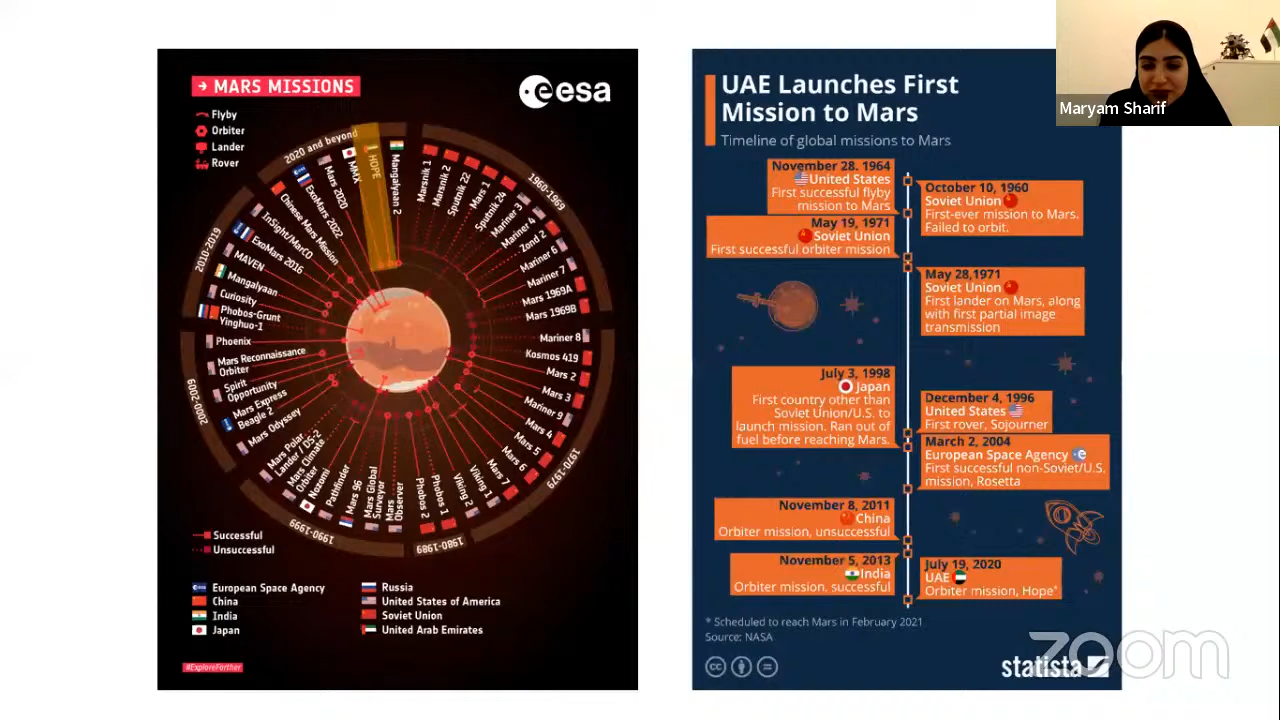 MARS MISSIONS
esa
Flyby
Orbiter
Lander
Rover
2020 and beyond
Chinese Mars Mission
ExoMars 2022
Mars 2020
MMX
HOPE
Mangalyaan 2
1960-1969
Marsnik 1
Marsnik 2
Sputnik 22
Mars 1
Sputnik 24
Mariner 3
Mariner 4
Zond 2
Mariner 6
Mariner 7
Mars 1969A
Mars 1969B
1970-1979
Mariner 8
Kosmos 419
Mars 2
Mars 3
Mariner 9
Mars 4
Mars 5
Mars 6
Mars 7
Viking 1
Viking 2
1980-1989
Phobos 1
Phobos 2
1990-1999
Mars
Observer
Mars Global
Surveyor
Mars 96
Pathfinder
Nozomi
Mars Climate
Orbiter
Mars Polar
Lander / DS-2
2000-2009
Mars Odyssey
Mars Express
Beagle 2
Spirit
Opportunity
Mars Reconnaissance
Orbiter
Phoenix
2010-2019
Phobos-Grunt
Yinghuo-1
Curiosity
Mangalyaan
MAVEN
ExoMars 2016
InSight/MarCO
Successful
Unsuccessful
European Space Agency
China
India
Japan
Russia
United States of America
Soviet Union
United Arab Emirates
#ExploreFarther
UAE Launches First
Mission to Mars
Timeline of global missions to Mars
November 28, 1964
United States
First successful flyby
mission to Mars
October 10, 1960
Soviet Union
First-ever mission to Mars.
Failed to orbit.
May 19, 1971
Soviet Union
First successful orbiter mission
May 28,1971
Soviet Union
First lander on Mars, along
with first partial image
transmission
July 3, 1998
Japan
First country other than
Soviet Union/U.S. to
launch mission. Ran out of
fuel before reaching Mars.
December 4, 1996
United States
First rover, Sojourner
March 2, 2004
European Space Agency
First successful non-Soviet/U.S.
mission, Rosetta
November 8, 2011
China
Orbiter mission, unsuccessful
November 5, 2013
India
Orbiter mission, successful
July 19, 2020
UAE
Orbiter mission, Hope*
* Scheduled to reach Mars in February 2021
Source: NASA
cc
statista
Maryam Sharif
zoom